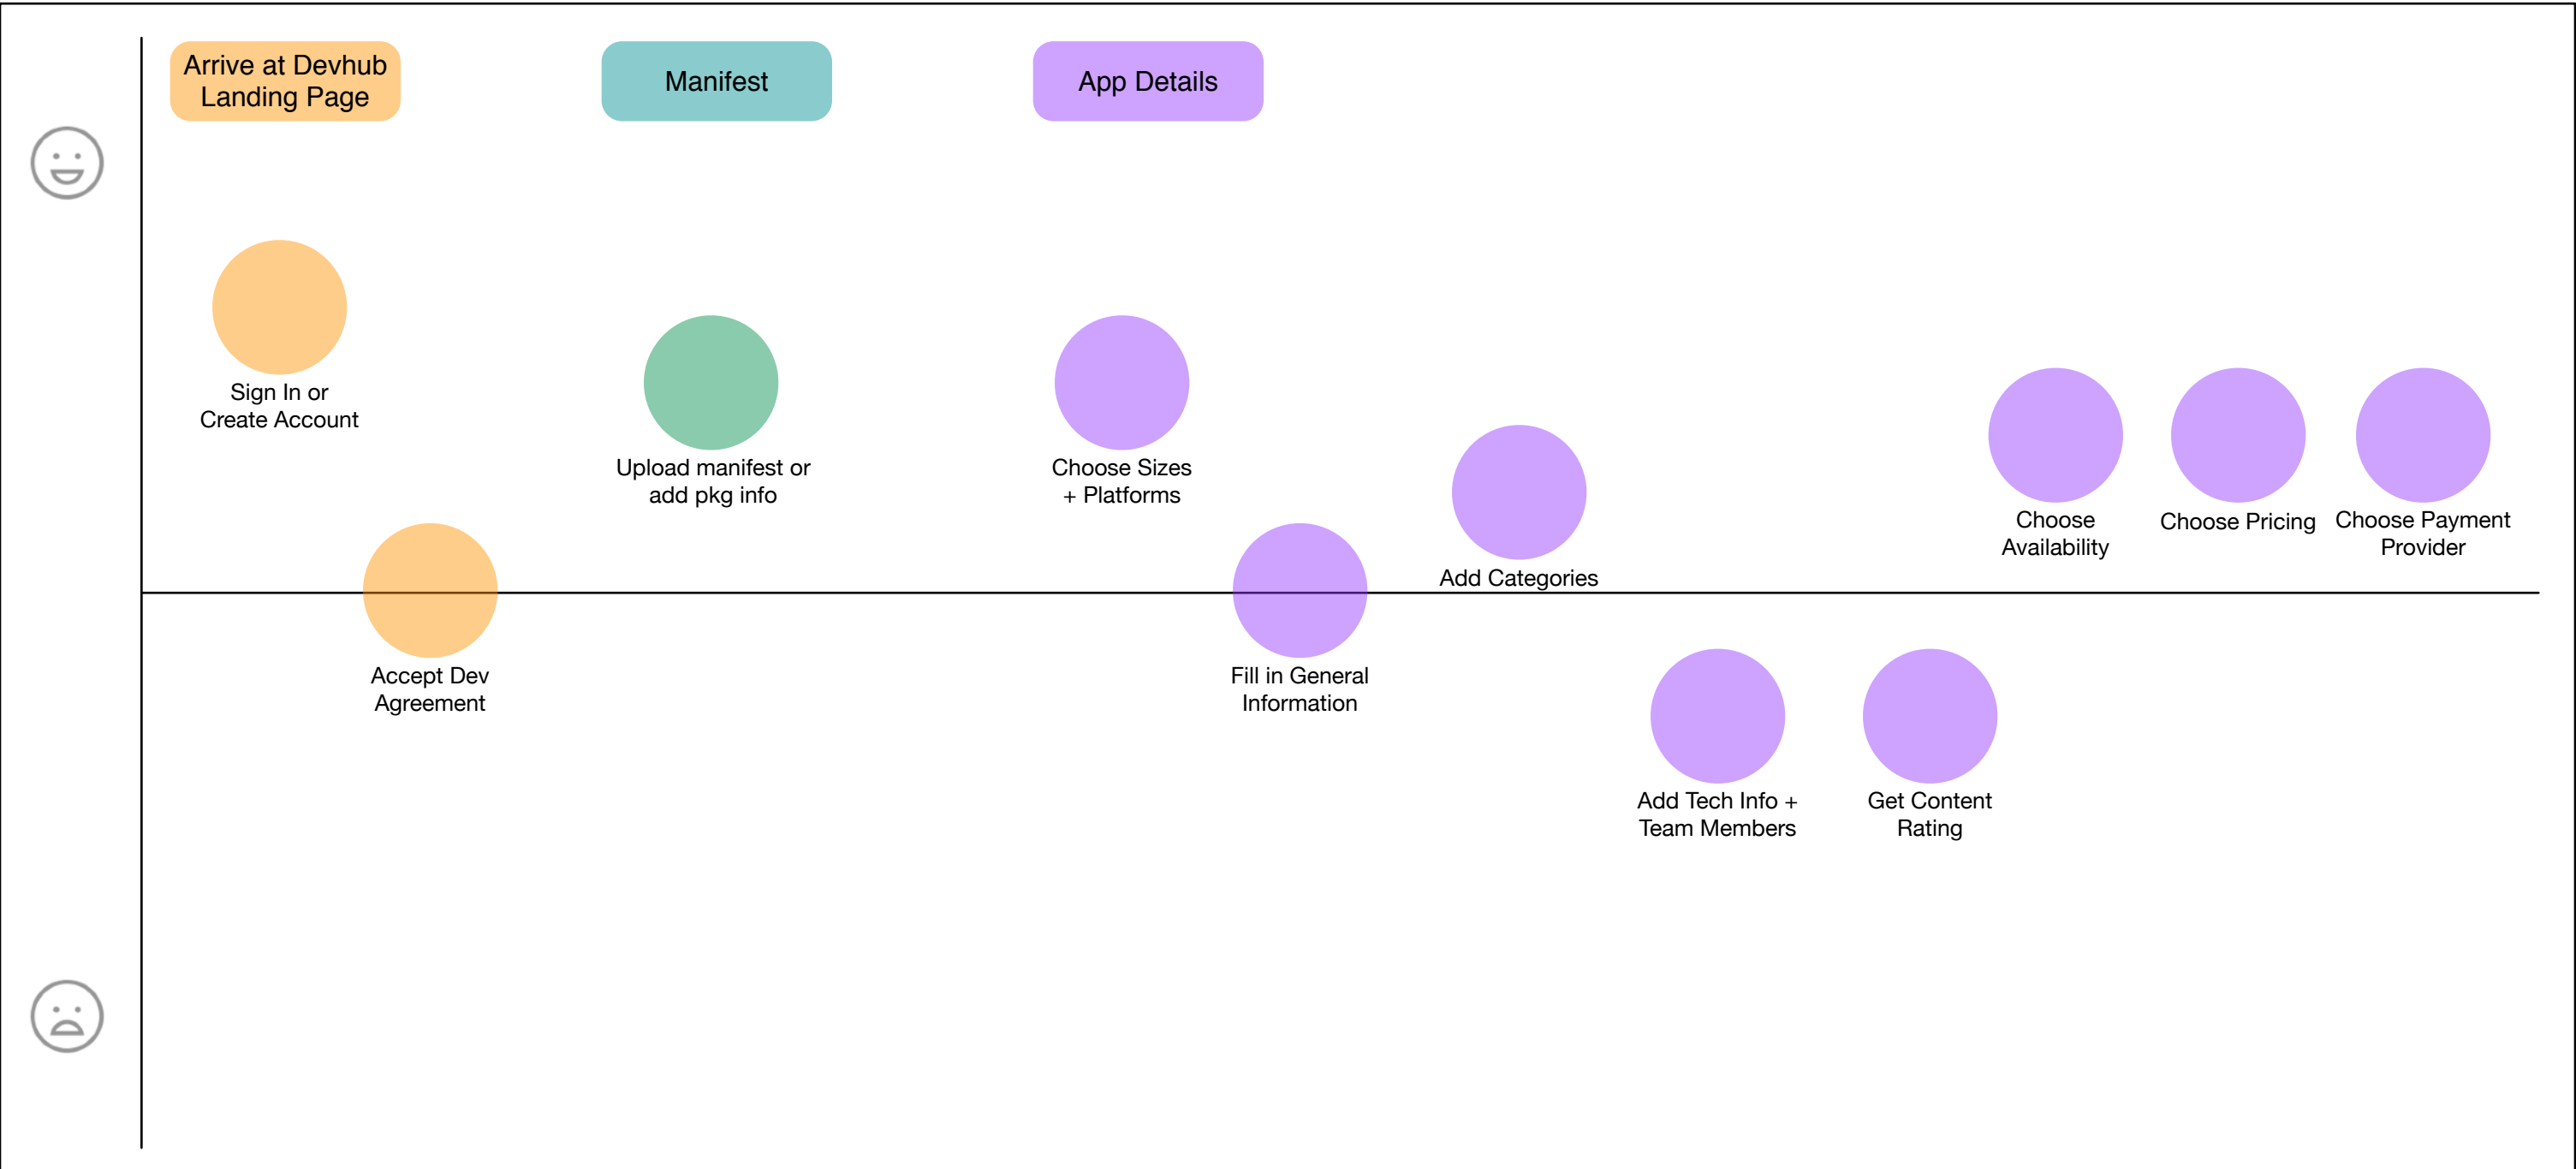 Arrive at Devhub
Landing Page
Manifest
App Details
Sign In or
Create Account
Upload manifest or
add pkg info
Choose Sizes
+ Platforms
Add Categories
Choose
Availability
Choose Pricing
Choose Payment
Provider
Accept Dev
Agreement
Fill in General
Information
Add Tech Info +
Team Members
Get Content
Rating